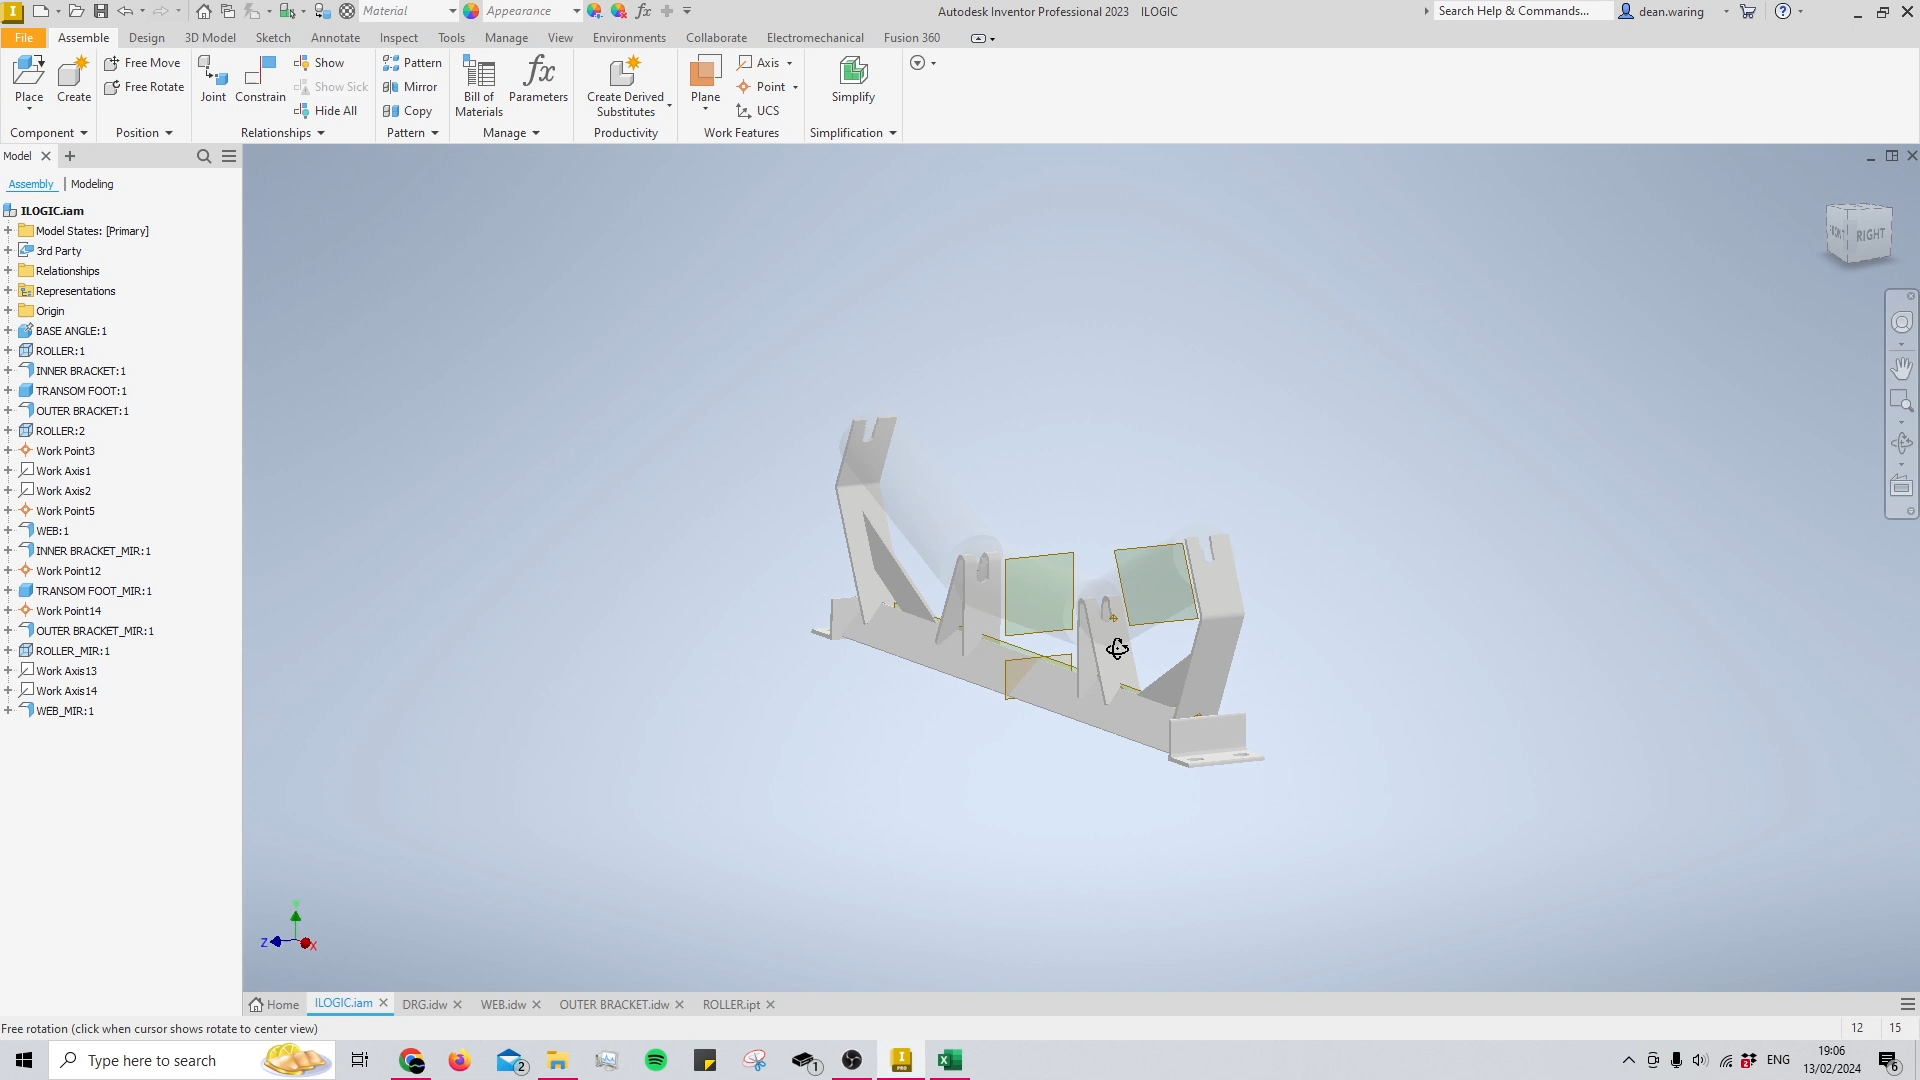 Material
Appearance
Autodesk Inventor Professional 2023 ILOGIC
Search Help & Commands...
dean.waring
File Assemble Design 3D Model Sketch Annotate Inspect Tools Manage View Environments Collaborate Electromechanical Fusion 360
Place
Create
Free Move
Free Rotate
Joint
Constrain
Show
Show Sick
Hide All
Pattern
Mirror
Copy
Bill of
Materials
Parameters
Create Derived
Substitutes
Plane
Axis
Point
UCS
Simplify
Component
Position
Relationships
Pattern
Manage
Productivity
Work Features
Simplification
Model
Assembly | Modeling
ILOGIC.iam
Model States: [Primary]
3rd Party
Relationships
Representations
Origin
BASE ANGLE:1
ROLLER:1
INNER BRACKET:1
TRANSOM FOOT:1
OUTER BRACKET:1
ROLLER:2
Work Point3
Work Axis1
Work Axis2
Work Point5
WEB:1
INNER BRACKET_MIR:1
Work Point12
TRANSOM FOOT_MIR:1
Work Point14
OUTER BRACKET_MIR:1
ROLLER_MIR:1
Work Axis13
Work Axis14
WEB_MIR:1
FRONT
RIGHT
Y
Z
X
Home
ILOGIC.iam
DRG.idw
WEB.idw
OUTER BRACKET.idw
ROLLER.ipt
Free rotation (click when cursor shows rotate to center view)
12
15
Type here to search
2
1
I
PRO
2
ENG
19:06
13/02/2024
6